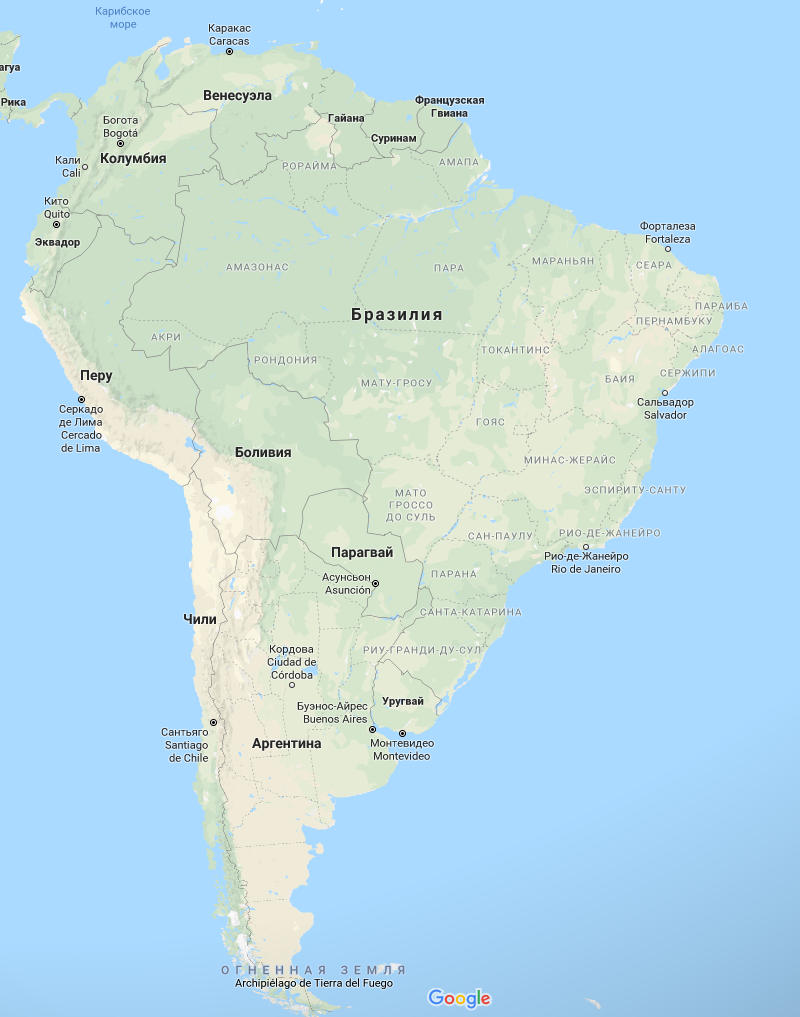 Карибское
море
Каракас
Caracas
агуа
Рика
Венесуэла
Французская
Гвиана
Гайана
Суринам
Богота
Bogotá
Колумбия
Кали
Cali
РОРАЙМА
АМАПА
Кито
Quito
Эквадор
Форталеза
Fortaleza
АМАЗОНАС
ПАРА
МАРАНЬЯН
СЕАРА
ПАРАИБА
Бразилия
ПЕРНАМБУКУ
АКРИ
ТОКАНТИНС
АЛАГОАС
РОНДОНИЯ
Перу
МАТУ-ГРОСУ
БАИЯ
СЕРЖИПИ
Серкадо
де Лима
Cercado
de Lima
Сальвадор
Salvador
ГОЯС
Боливия
МИНАС-ЖЕРАЙС
ЭСПИРИТУ-САНТУ
МАТО
ГРОССО
ДО СУЛЬ
САН-ПАУЛУ
РИО-ДЕ-ЖАНЕЙРО
Парагвай
Рио-де-Жанейро
Rio de Janeiro
Асунсьон
Asunción
ПАРАНА
САНТА-КАТАРИНА
Чили
Кордова
Ciudad de
Córdoba
РИУ-ГРАНДИ-ДУ-СУЛ
Уругвай
Буэнос-Айрес
Buenos Aires
Сантьяго
Santiago
de Chile
Аргентина
Монтевидео
Montevideo
ОГНЕННАЯ ЗЕМЛЯ
Archipiélago de Tierra del Fuego
Google